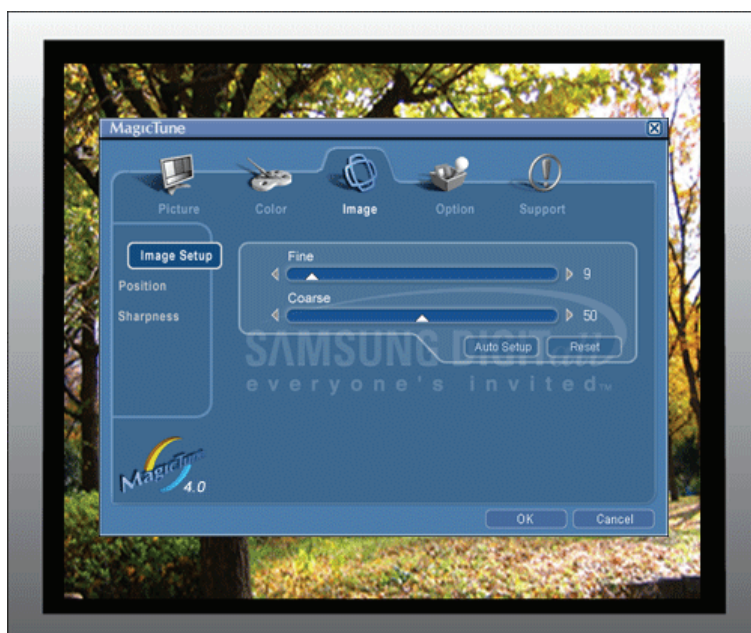 MagicTune
Picture Color Image Option Support
Image Setup
Position
Sharpness
Fine
9
Coarse
50
Auto Setup Reset
SAMSUNG DIGITall
everyone's invited™
MagicTune 4.0
OK Cancel